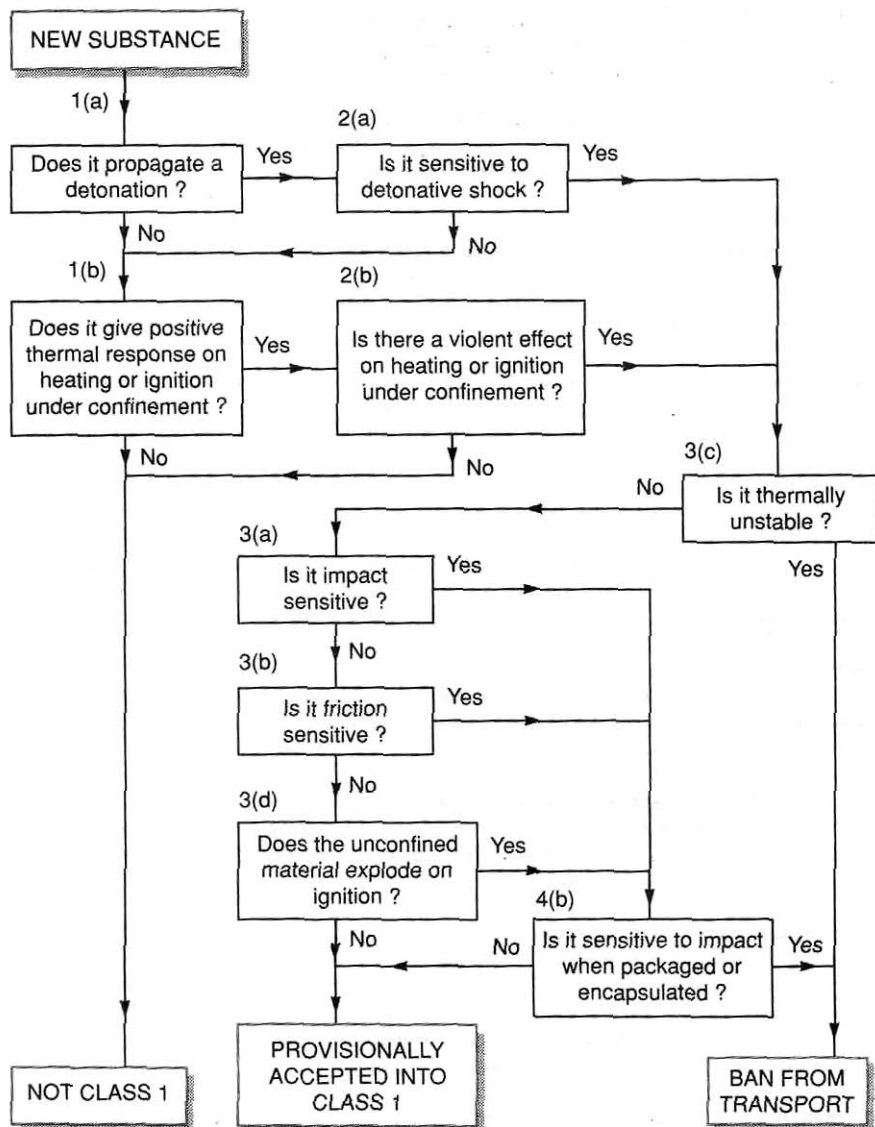 NEW SUBSTANCE
1(a)
Does it propagate a
detonation ?
Yes
No
2(a)
Is it sensitive to
detonative shock ?
Yes
No
1(b)
Does it give positive
thermal response on
heating or ignition
under confinement ?
Yes
No
2(b)
Is there a violent effect
on heating or ignition
under confinement ?
Yes
No
3(c)
Is it thermally
unstable ?
No
Yes
3(a)
Is it impact
sensitive ?
Yes
No
3(b)
Is it friction
sensitive ?
Yes
No
3(d)
Does the unconfined
material explode on
ignition ?
Yes
No
4(b)
Is it sensitive to impact
when packaged or
encapsulated ?
No
Yes
NOT CLASS 1
PROVISIONALLY
ACCEPTED INTO
CLASS 1
BAN FROM
TRANSPORT